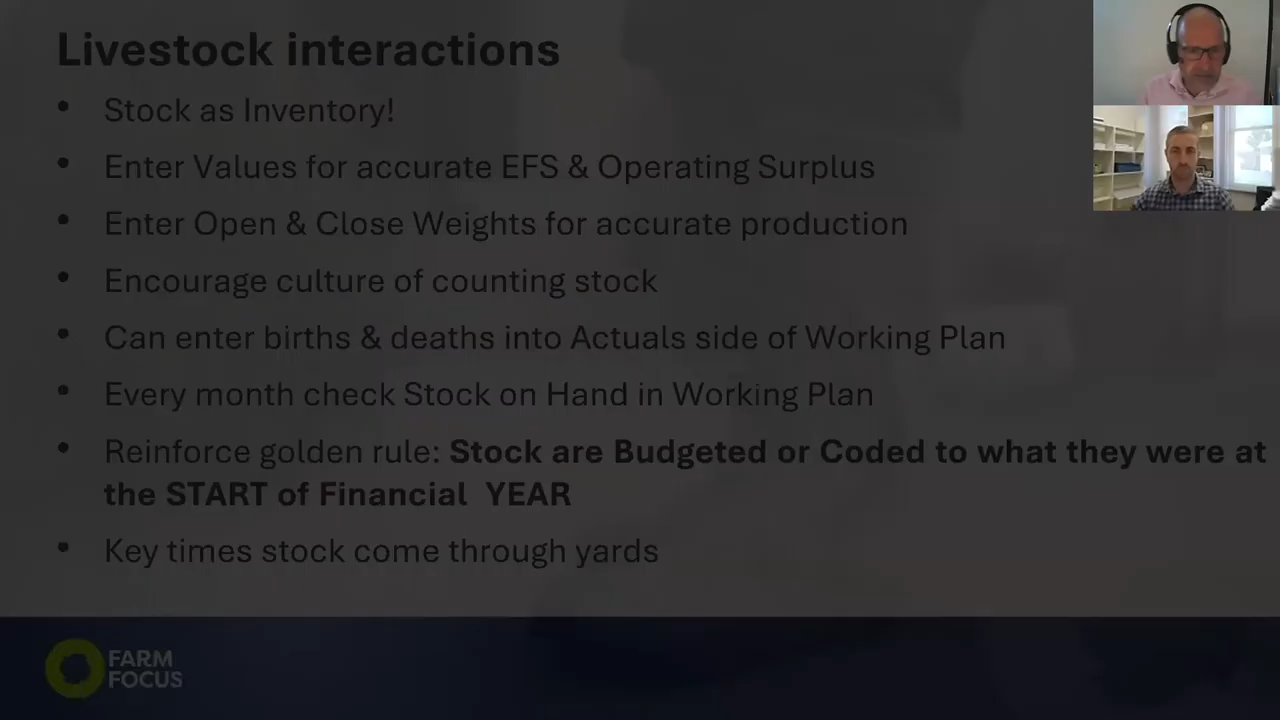 Livestock interactions
• Stock as Inventory!
• Enter Values for accurate EFS & Operating Surplus
• Enter Open & Close Weights for accurate production
• Encourage culture of counting stock
• Can enter births & deaths into Actuals side of Working Plan
• Every month check Stock on Hand in Working Plan
• Reinforce golden rule: Stock are Budgeted or Coded to what they were at
the START of Financial YEAR
• Key times stock come through yards
FARM
FOCUS